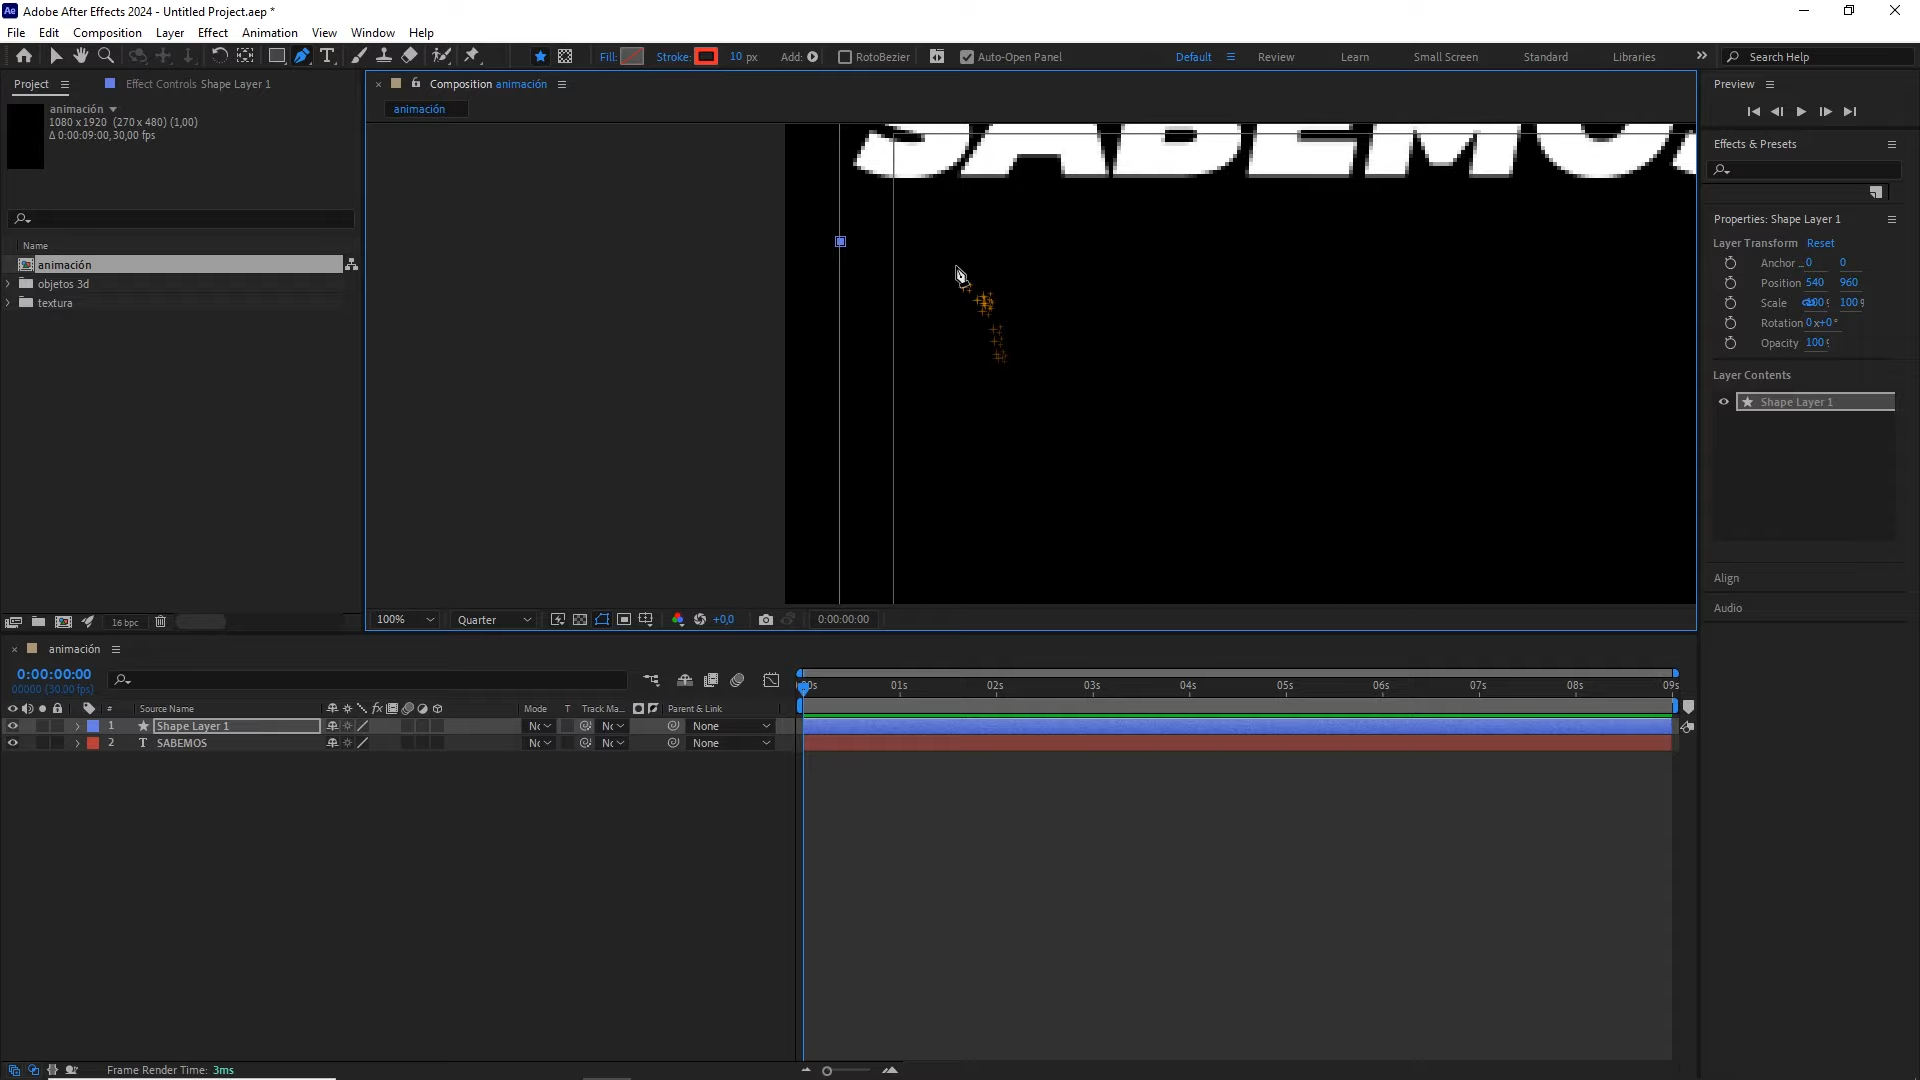 Adobe After Effects 2024 - Untitled Project.aep *
File Edit Composition Layer Effect Animation View Window Help
Fill: Stroke: 10 px Add: RotoBezier Auto-Open Panel Default Review Learn Small Screen Standard Libraries Search Help
Project Effect Controls Shape Layer 1
animación
1080 x 1920 (270 x 480) (1,00)
Δ 0:00:09:00, 30,00 fps
Name
animación
objetos 3d
textura
16 bpc
Composition animación
animación
SABEMOS
100% Quarter +0,0 0:00:00:00
Preview
Effects & Presets
Properties: Shape Layer 1
Layer Transform Reset
Anchor 0 0
Position 540 960
Scale 100 100
Rotation 0x+0°
Opacity 100
Layer Contents
Shape Layer 1
Align
Audio
animación
0:00:00:00
00000 (30.00 fps)
# Source Name Mode T Track Ma... Parent & Link
1 Shape Layer 1 None
2 T SABEMOS None
00s 01s 02s 03s 04s 05s 06s 07s 08s 09s
Frame Render Time: 3ms